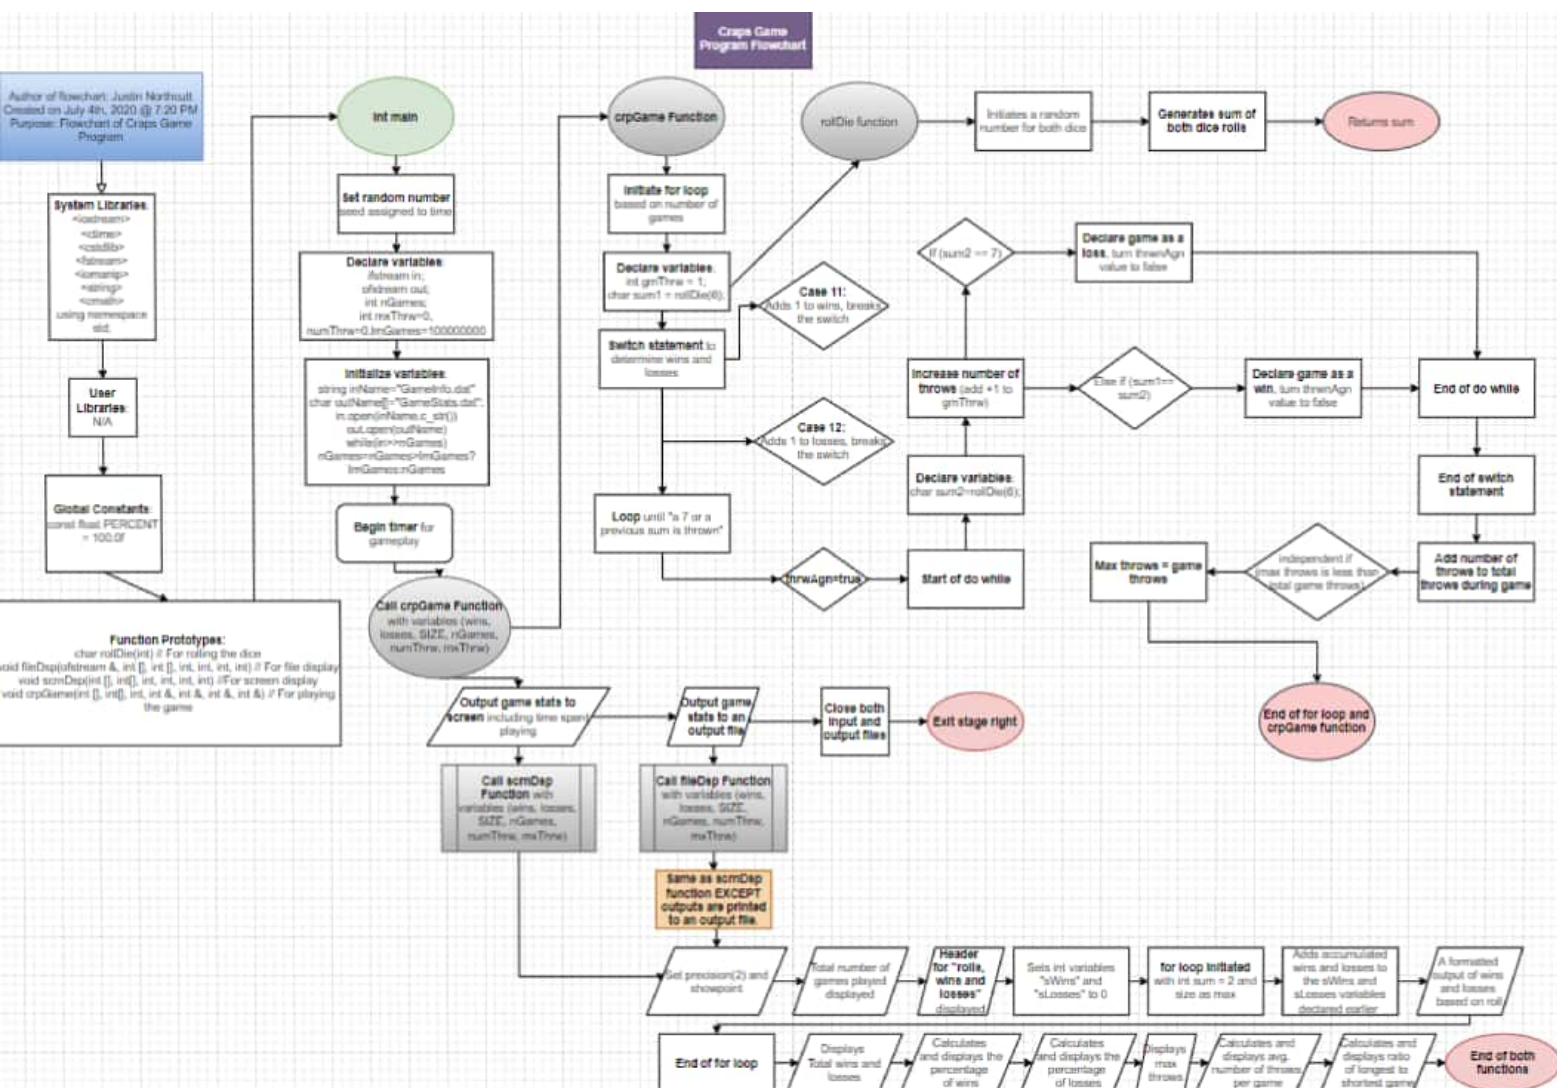 Craps Game
Program Flowchart
Author of flowchart: Justin Northcutt
Created on July 4th, 2020 @ 7:20 PM
Purpose: Flowchart of Craps Game
Program
System Libraries:
<iostream>
<ctime>
<cstdlib>
<fstream>
<iomanip>
<string>
<cmath>
using namespace
std;
User
Libraries:
N/A
Global Constants:
const float PERCENT
= 100.0f
Function Prototypes:
char rollDie(int) // For rolling the dice
void fileDsp(ofstream &, int [], int [], int, int, int, int) // For file display
void scrnDsp(int [], int[], int, int, int, int) //For screen display
void crpGame(int [], int[], int, int &, int &, int &, int &) // For playing
the game
Int main
Set random number
seed assigned to time
Declare variables:
ifstream in;
ofstream out;
int nGames;
int mxThrw=0,
numThrw=0,lmGames=100000000
Initialize variables:
string inName="GameInfo.dat"
char outName[]="GameStats.dat".
in.open(inName.c_str())
out.open(outName)
while(in>>nGames)
nGames=nGames>lmGames?
lmGames:nGames
Begin timer for
gameplay
Call crpGame Function
with variables (wins,
losses, SIZE, nGames,
numThrw, mxThrw)
Output game stats to
screen including time spent
playing
Output game
stats to an
output file
Close both
input and
output files
Exit stage right
Call scrnDsp
Function with
variables (wins, losses,
SIZE, nGames,
numThrw, mxThrw)
Call fileDsp Function
with variables (wins,
losses, SIZE,
nGames, numThrw,
mxThrw)
Same as scrnDsp
function EXCEPT
outputs are printed
to an output file.
crpGame Function
Initiate for loop
based on number of
games
Declare variables:
int gmThrw = 1;
char sum1 = rollDie(6);
Switch statement to
determine wins and
losses
Case 11:
Adds 1 to wins, breaks
the switch
Case 12:
Adds 1 to losses, breaks
the switch
Loop until "a 7 or a
previous sum is thrown"
thrwAgn=true
Start of do while
Declare variables:
char sum2=rollDie(6);
Increase number of
throws (add +1 to
gmThrw)
If (sum2 == 7)
Declare game as a
loss, turn thrwnAgn
value to false
Else if (sum1==
sum2)
Declare game as a
win, turn thrwnAgn
value to false
End of do while
End of switch
statement
Add number of
throws to total
throws during game
independent if
(max throws is less than
total game throws)
Max throws = game
throws
End of for loop and
crpGame function
rollDie function
Initiates a random
number for both dice
Generates sum of
both dice rolls
Returns sum
Set precision(2) and
showpoint
Total number of
games played
displayed
Header
for "rolls,
wins and
losses"
displayed
Sets int variables
"sWins" and
"sLosses" to 0
for loop initiated
with int sum = 2 and
size as max
Adds accumulated
wins and losses to
the sWins and
sLosses variables
declared earlier
A formatted
output of wins
and losses
based on roll
End of for loop
Displays
Total wins and
losses
Calculates
and displays the
percentage
of wins
Calculates
and displays the
percentage
of losses
Displays
max
throws
Calculates and
displays avg.
number of throws
per game
Calculates and
displays ratio
of longest to
shortest game
End of both
functions